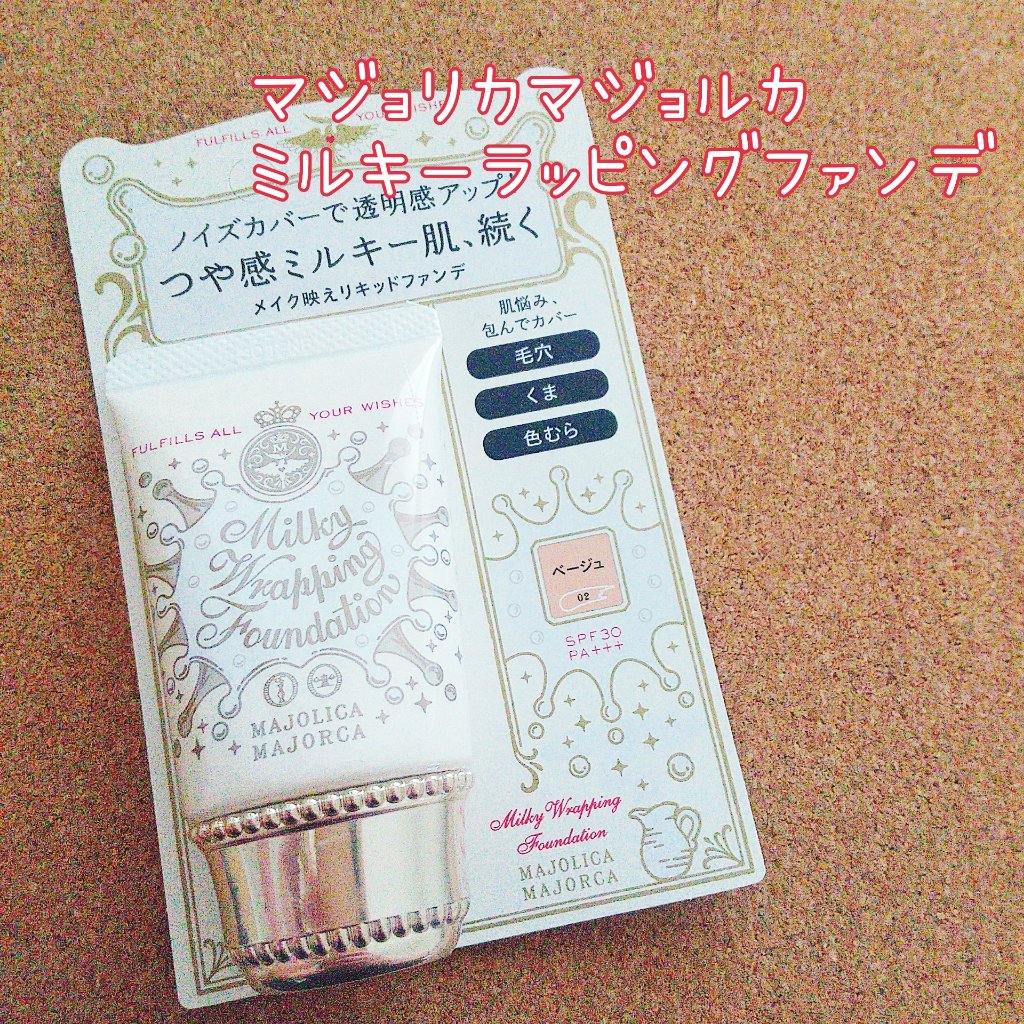 マジョリカマジョルカ
ミルキーラッピングファンデ
FULFILLS ALL YOUR WISHES
ノイズカバーで透明感アップ!
つや感ミルキー肌、続く
メイク映えリキッドファンデ
肌悩み、
包んでカバー
毛穴
くま
色むら
ベージュ
02
SPF30
PA+++
Milky Wrapping
Foundation
MAJOLICA
MAJORCA
FULFILLS ALL YOUR WISHES
M
Milky
Wrapping
Foundation
MAJOLICA
MAJORCA